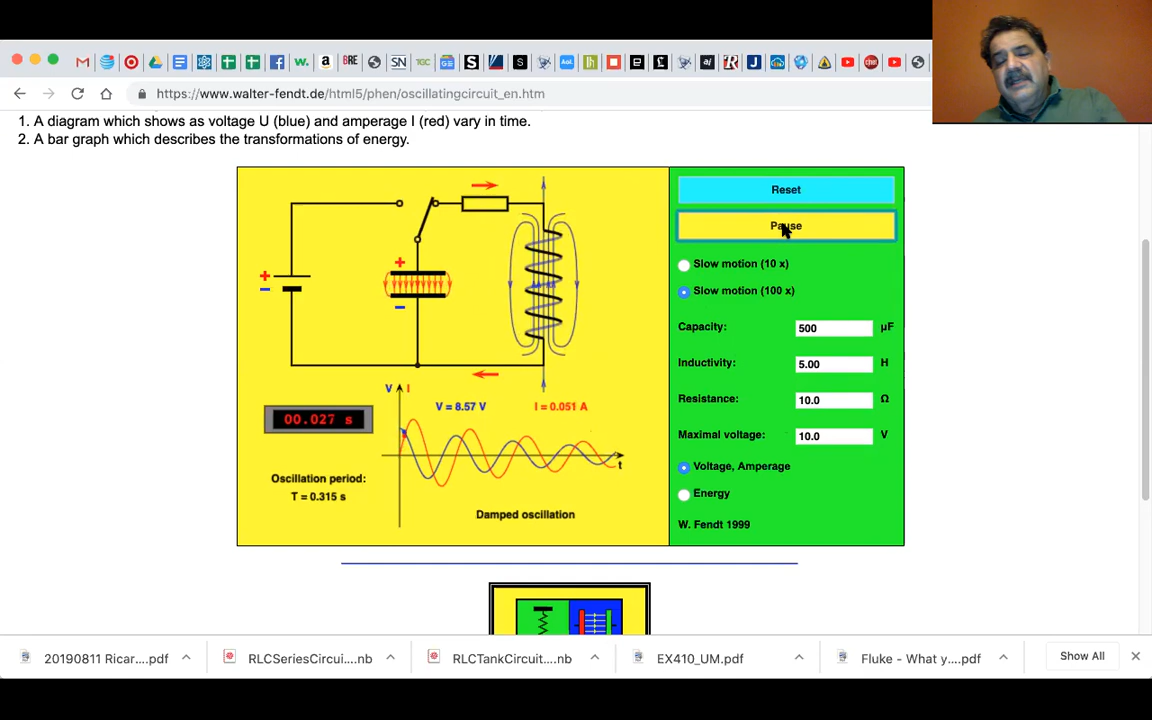 https://www.walter-fendt.de/html5/phen/oscillatingcircuit_en.htm
1. A diagram which shows as voltage U (blue) and amperage I (red) vary in time.
2. A bar graph which describes the transformations of energy.
Reset
Pause
Slow motion (10 x)
Slow motion (100 x)
Capacity: 500 µF
Inductivity: 5.00 H
Resistance: 10.0 Ω
Maximal voltage: 10.0 V
Voltage, Amperage
Energy
W. Fendt 1999
+
−
+
−
V I
V = 8.57 V I = 0.051 A
00.027 s
t
Oscillation period:
T = 0.315 s
Damped oscillation
20190811 Ricar....pdf
RLCSeriesCircui....nb
RLCTankCircuit....nb
EX410_UM.pdf
Fluke - What y....pdf
Show All